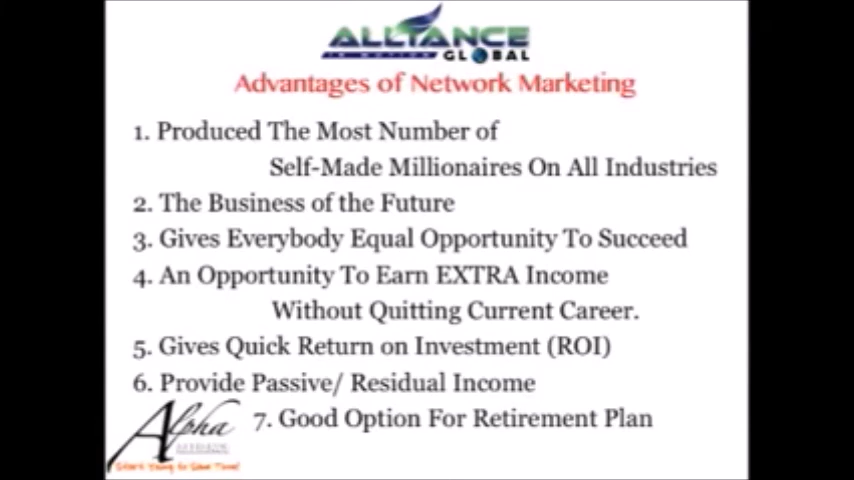 ALLIANCE
IN MOTION GLOBAL
Advantages of Network Marketing
1. Produced The Most Number of
Self-Made Millionaires On All Industries
2. The Business of the Future
3. Gives Everybody Equal Opportunity To Succeed
4. An Opportunity To Earn EXTRA Income
Without Quitting Current Career.
5. Gives Quick Return on Investment (ROI)
6. Provide Passive/ Residual Income
7. Good Option For Retirement Plan
Alpha